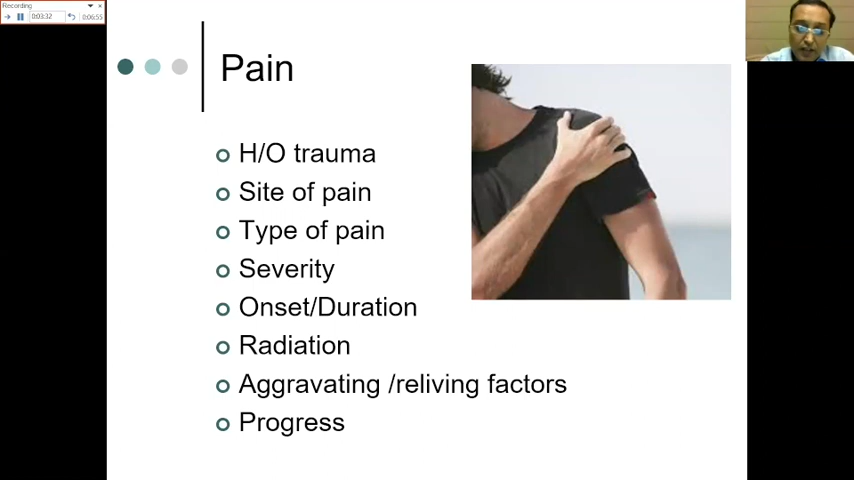 Recording
0:03:32
0:06:55
Pain
H/O trauma
Site of pain
Type of pain
Severity
Onset/Duration
Radiation
Aggravating /reliving factors
Progress